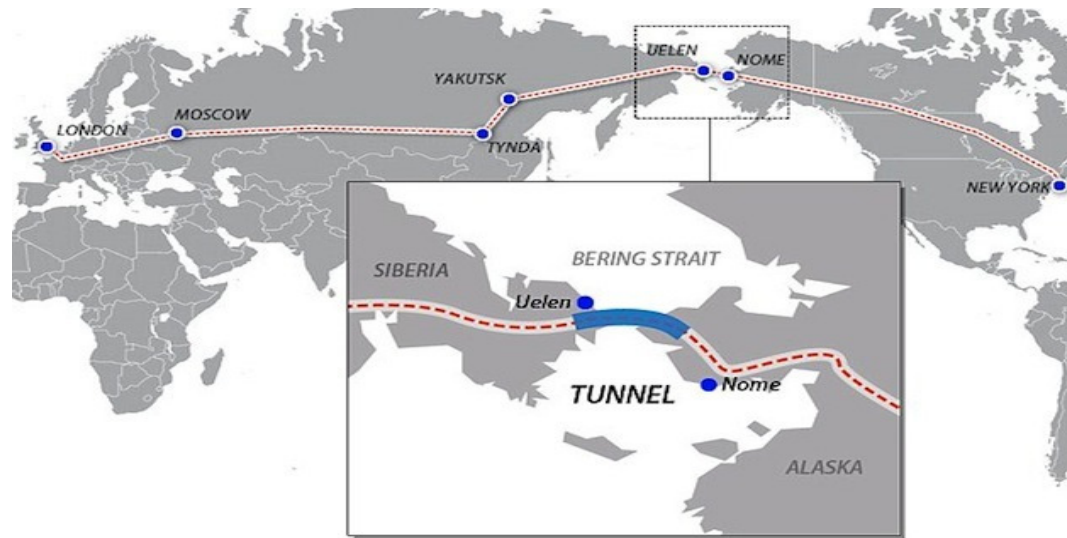 UELEN
NOME
YAKUTSK
MOSCOW
LONDON
TYNDA
NEW YORK
BERING STRAIT
SIBERIA
Uelen
TUNNEL
Nome
ALASKA